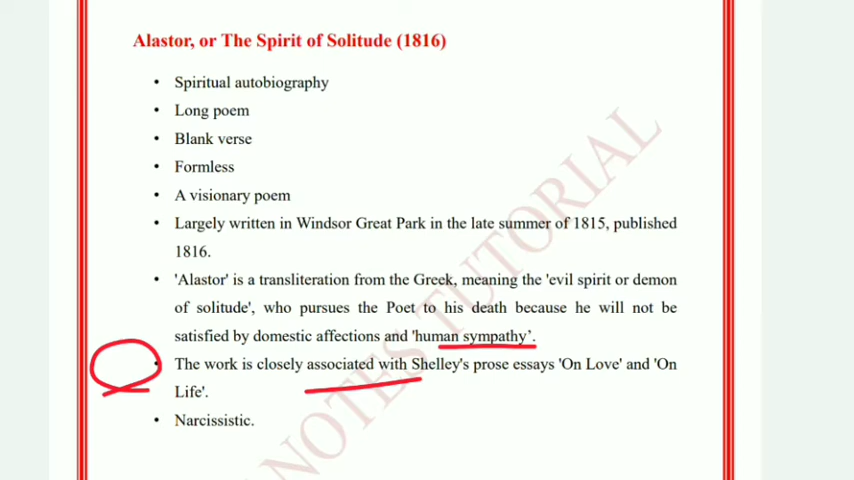 Alastor, or The Spirit of Solitude (1816)
• Spiritual autobiography
• Long poem
• Blank verse
• Formless
• A visionary poem
• Largely written in Windsor Great Park in the late summer of 1815, published
1816.
• 'Alastor' is a transliteration from the Greek, meaning the 'evil spirit or demon
of solitude', who pursues the Poet to his death because he will not be
satisfied by domestic affections and 'human sympathy'.
• The work is closely associated with Shelley's prose essays 'On Love' and 'On
Life'.
• Narcissistic.
NOTES TUTORIAL